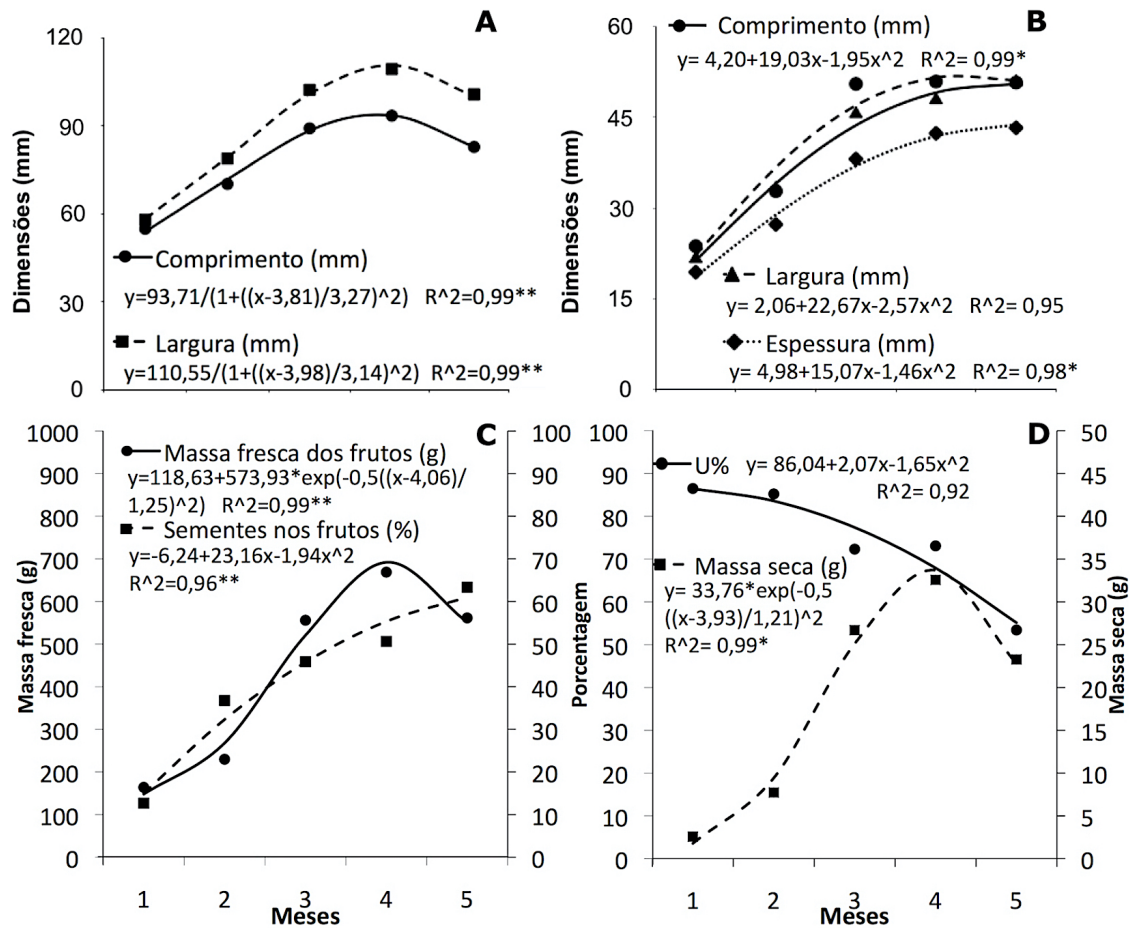 A
120
90
60
30
0
Dimensões (mm)
Comprimento (mm)
y=93,71/(1+((x-3,81)/3,27)^2) R^2=0,99**
Largura (mm)
y=110,55/(1+((x-3,98)/3,14)^2) R^2=0,99**
B
60
45
30
15
0
Dimensões (mm)
Comprimento (mm)
y= 4,20+19,03x-1,95x^2 R^2= 0,99*
Largura (mm)
y= 2,06+22,67x-2,57x^2 R^2= 0,95
Espessura (mm)
y= 4,98+15,07x-1,46x^2 R^2= 0,98*
C
1000
900
800
700
600
500
400
300
200
100
0
Massa fresca (g)
Massa fresca dos frutos (g)
y=118,63+573,93*exp(-0,5((x-4,06)/
1,25)^2) R^2=0,99**
Sementes nos frutos (%)
y=-6,24+23,16x-1,94x^2
R^2=0,96**
100
90
80
70
60
50
40
30
20
10
0
Porcentagem
1 2 3 4 5
Meses
D
100
90
80
70
60
50
40
30
20
10
0
U% y= 86,04+2,07x-1,65x^2
R^2= 0,92
Massa seca (g)
y= 33,76*exp(-0,5
((x-3,93)/1,21)^2
R^2= 0,99*
50
45
40
35
30
25
20
15
10
5
0
Massa seca (g)
1 2 3 4 5
Meses